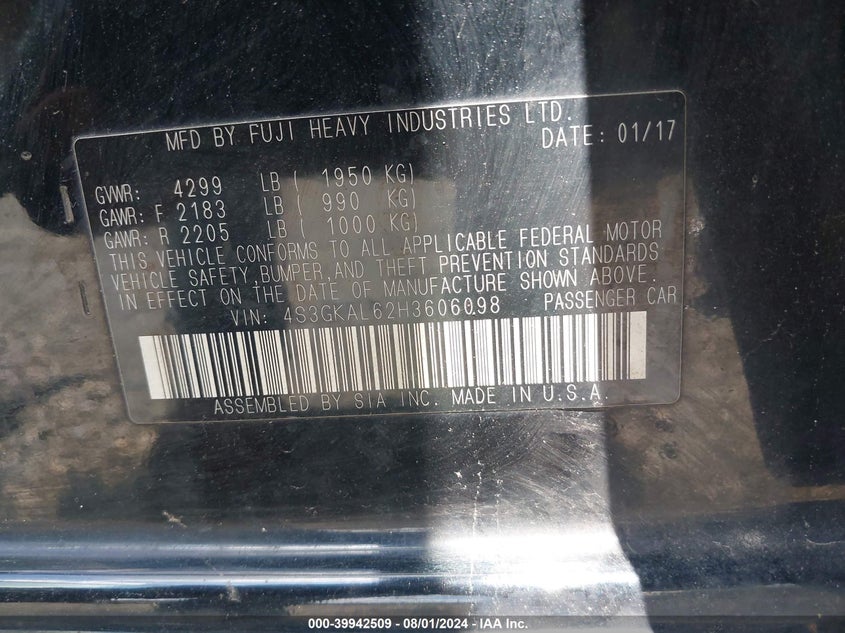 MFD BY FUJI HEAVY INDUSTRIES LTD.
DATE: 01/17
GVWR: 4299 LB ( 1950 KG)
GAWR: F 2183 LB ( 990 KG)
GAWR: R 2205 LB ( 1000 KG)
THIS VEHICLE CONFORMS TO ALL APPLICABLE FEDERAL MOTOR
VEHICLE SAFETY, BUMPER, AND THEFT PREVENTION STANDARDS
IN EFFECT ON THE DATE OF MANUFACTURE SHOWN ABOVE.
VIN: 4S3GKAL62H3606098 PASSENGER CAR
ASSEMBLED BY SIA INC. MADE IN U.S.A.
000-39942509 - 08/01/2024 - IAA Inc.